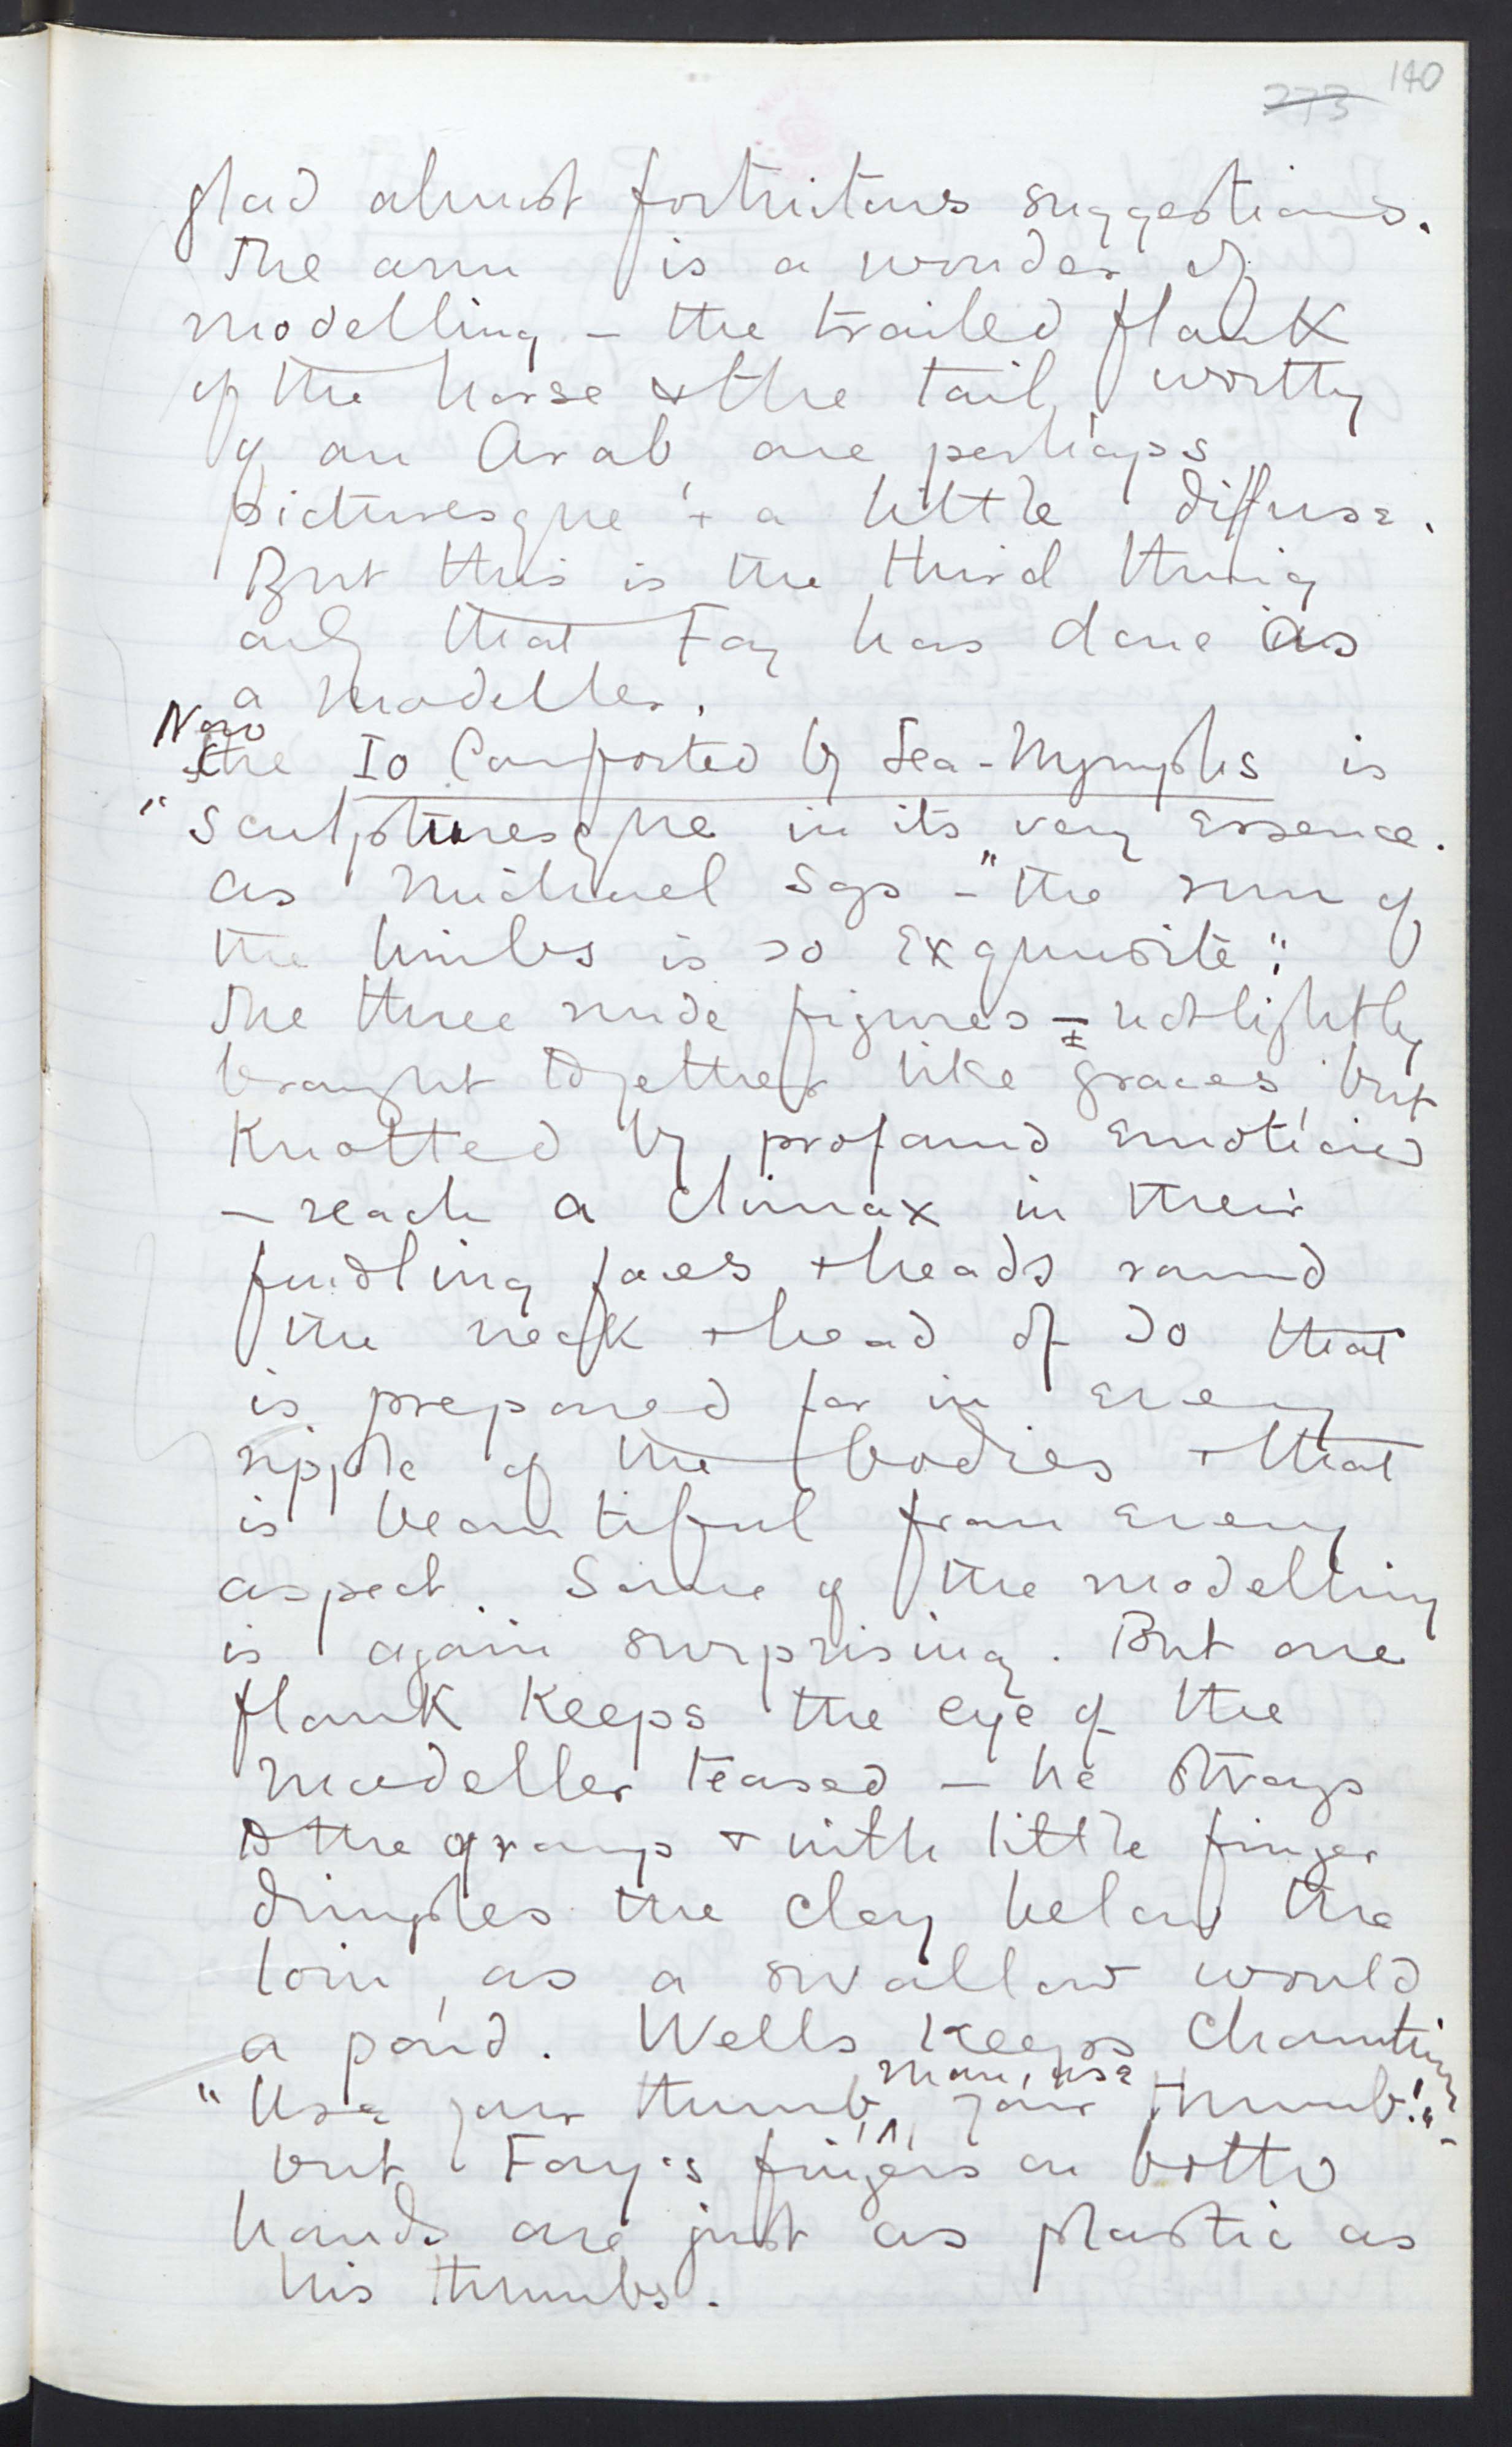 140
273
glad almost fortuitous suggestions.
The arm is a wonder of
modelling – the trailed flank
of the horse & the tail, worthy
of an Arab, are perhaps
picturesque & a little diffuse.
But this is the third thing
only that Fay has done as
a modeller.
Now
the Io Comforted by Sea-Nymphs is
"sculpturesque in its very essence.
As Michael says – "the run of
the limbs is so exquisite".
The three nude figures – not lightly
brought together like graces, but
knotted by profound emotions
– reach a climax in their
fondling faces & heads round
the neck & head of Io that
is prepared for in every
ripple of the bodies & that
is beautiful from every
aspect. Some of the modelling
is again surprising. But one
flank keeps the eye of the
modeller teased – he strays
to the group & with little finger
dimples the clay below the
loin, as a swallow would
a pond. Wells keeps chaunting
"Use your thumb, man, use your thumb!" –
but Fay's fingers on both
hands are just as plastic as
his thumbs.